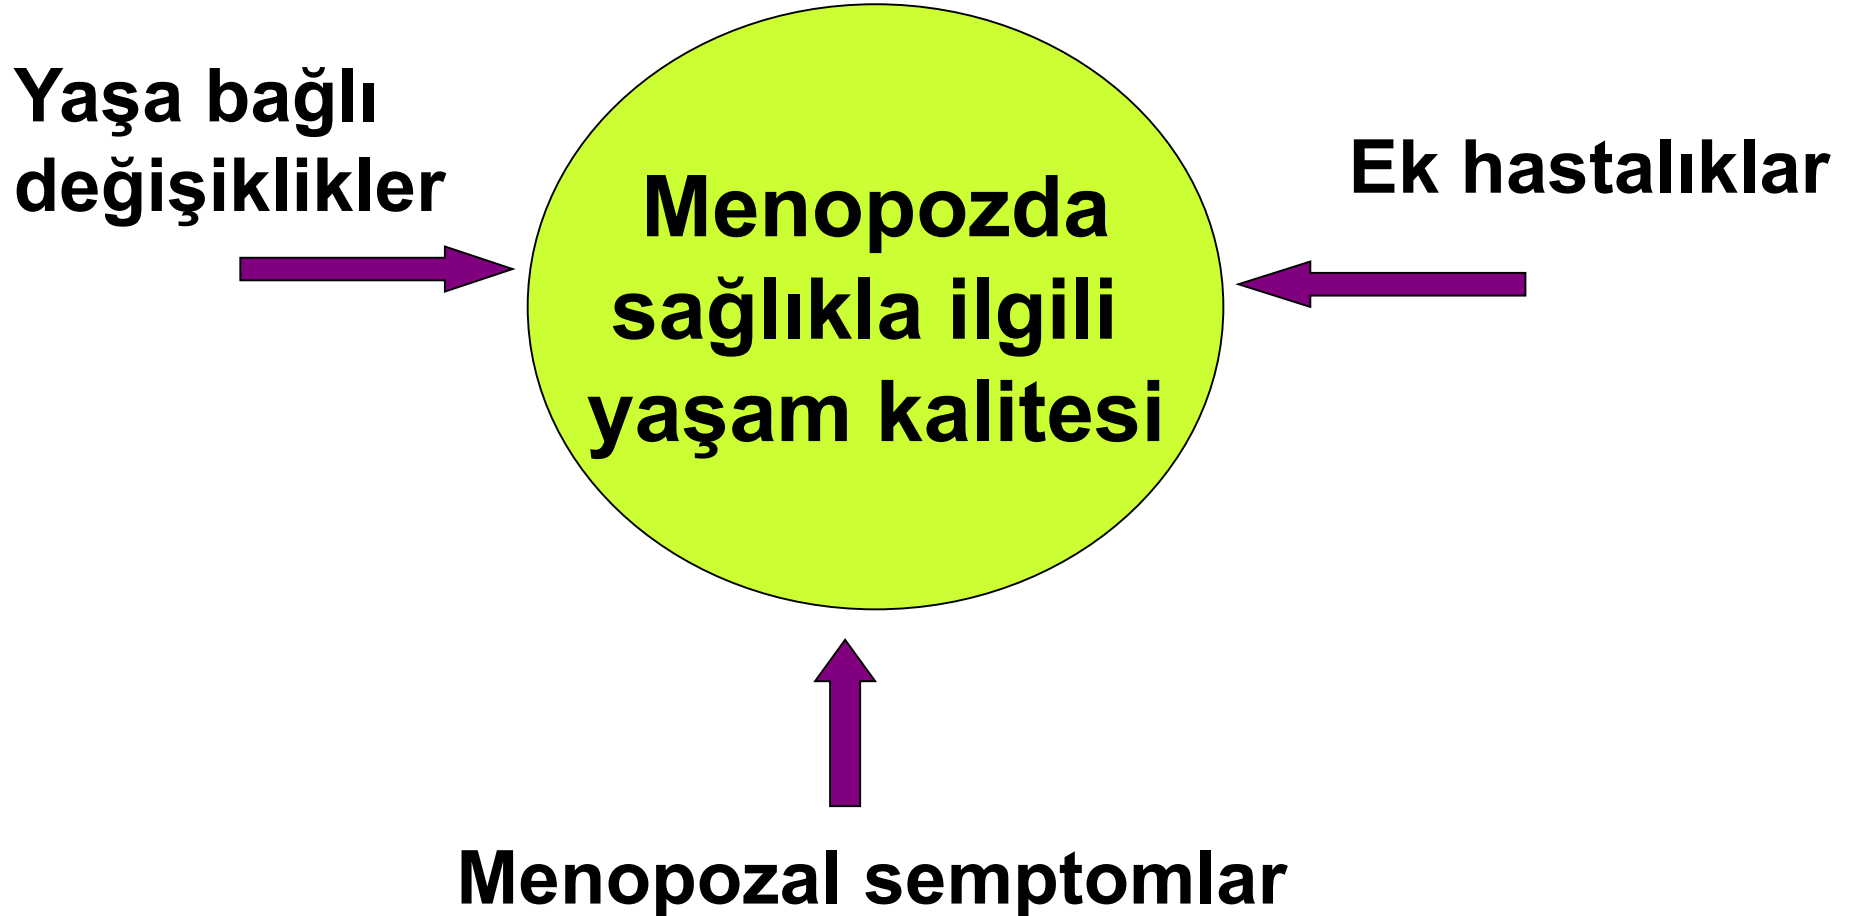 Yaşa bağlı
değişiklikler
Menopozda
sağlıkla ilgili
yaşam kalitesi
Ek hastalıklar
Menopozal semptomlar